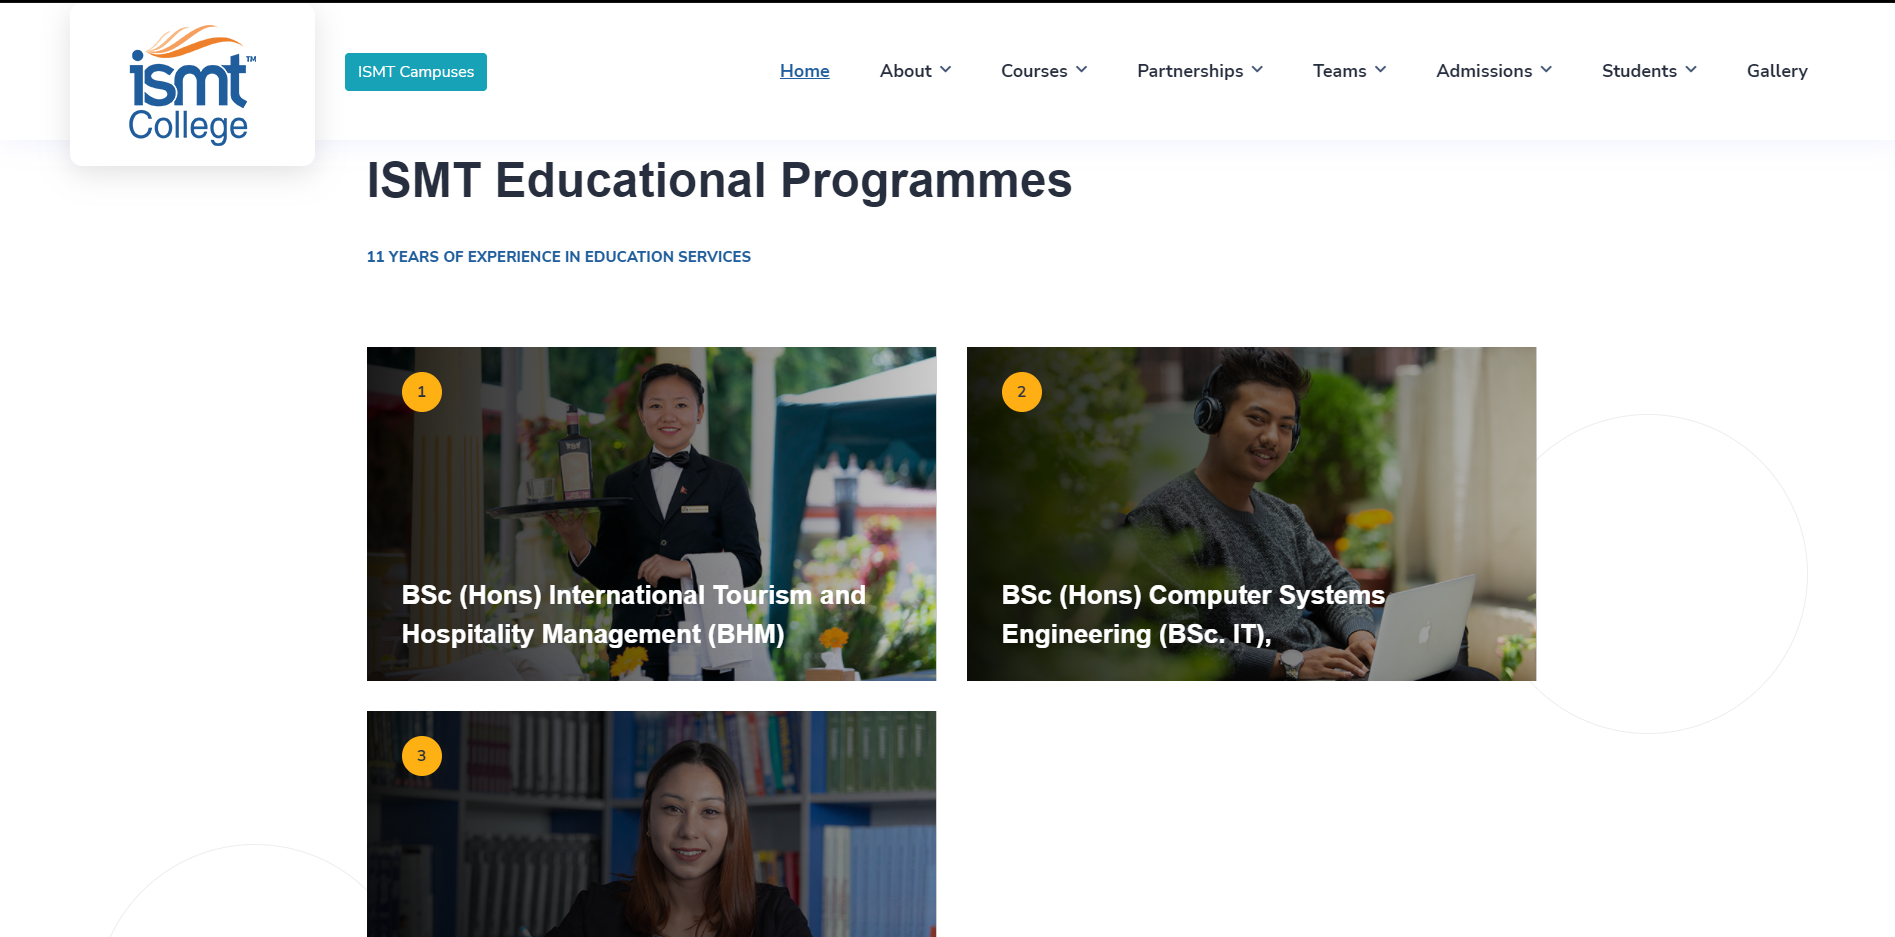 ismt™
College
ISMT Campuses
Home
About
Courses
Partnerships
Teams
Admissions
Students
Gallery
ISMT Educational Programmes
11 YEARS OF EXPERIENCE IN EDUCATION SERVICES
1
BSc (Hons) International Tourism and
Hospitality Management (BHM)
2
BSc (Hons) Computer Systems
Engineering (BSc. IT),
3